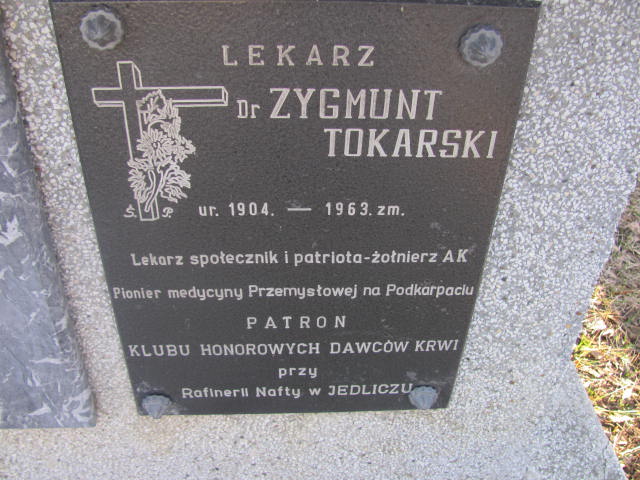 LEKARZ
Dr ZYGMUNT
TOKARSKI
Ś. P.
ur. 1904. — 1963. zm.
Lekarz społecznik i patriota-żołnierz AK
Pionier medycyny Przemysłowej na Podkarpaciu
PATRON
KLUBU HONOROWYCH DAWCÓW KRWI
przy
Rafinerii Nafty w JEDLICZU